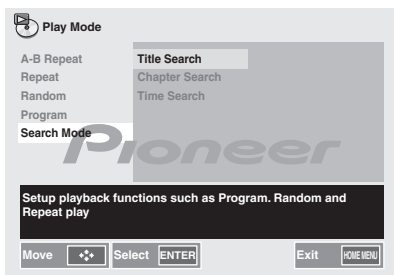 Play Mode
A-B Repeat
Title Search
Repeat
Chapter Search
Random
Time Search
Program
Search Mode
Pioneer
Setup playback functions such as Program. Random and
Repeat play
Move Select ENTER Exit HOME MENU